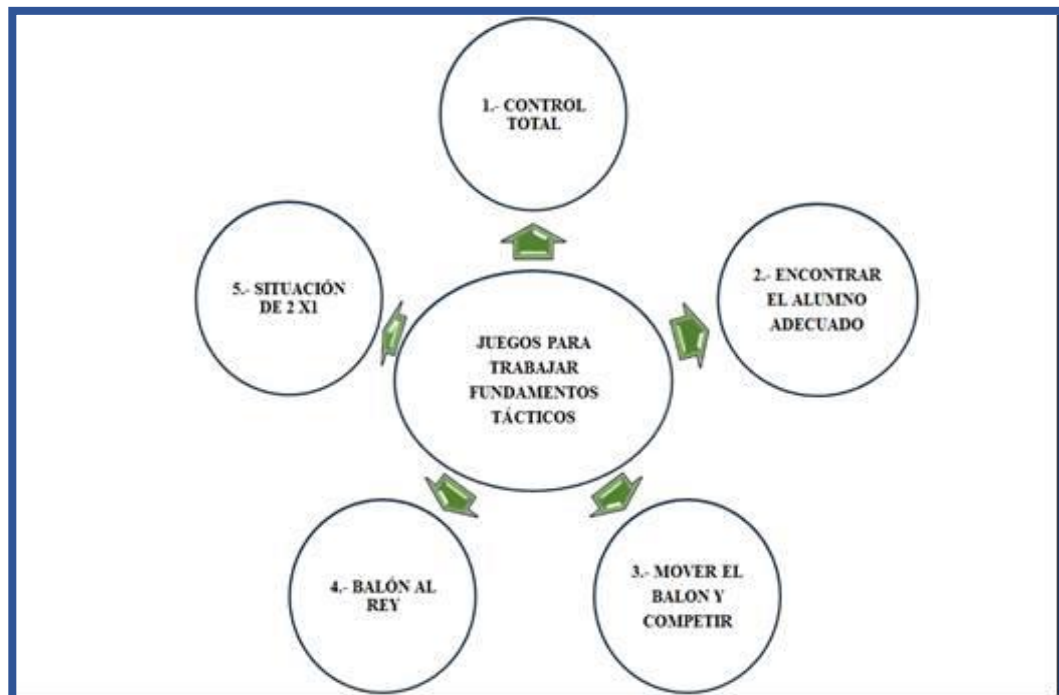 1.- CONTROL
TOTAL
2.- ENCONTRAR
EL ALUMNO
ADECUADO
5.- SITUACIÓN
DE 2 X1
JUEGOS PARA
TRABAJAR
FUNDAMENTOS
TÁCTICOS
3.- MOVER EL
BALON Y
COMPETIR
4.- BALÓN AL
REY